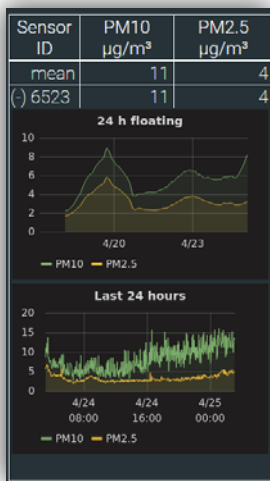 Sensor ID PM10 µg/m³ PM2.5 µg/m³
mean 11 4
(-) 6523 11 4
24 h floating
10
8
6
4
2
0
4/20 4/23
PM10 PM2.5
Last 24 hours
20
15
10
5
0
4/24 4/24 4/25
08:00 16:00 00:00
PM10 PM2.5